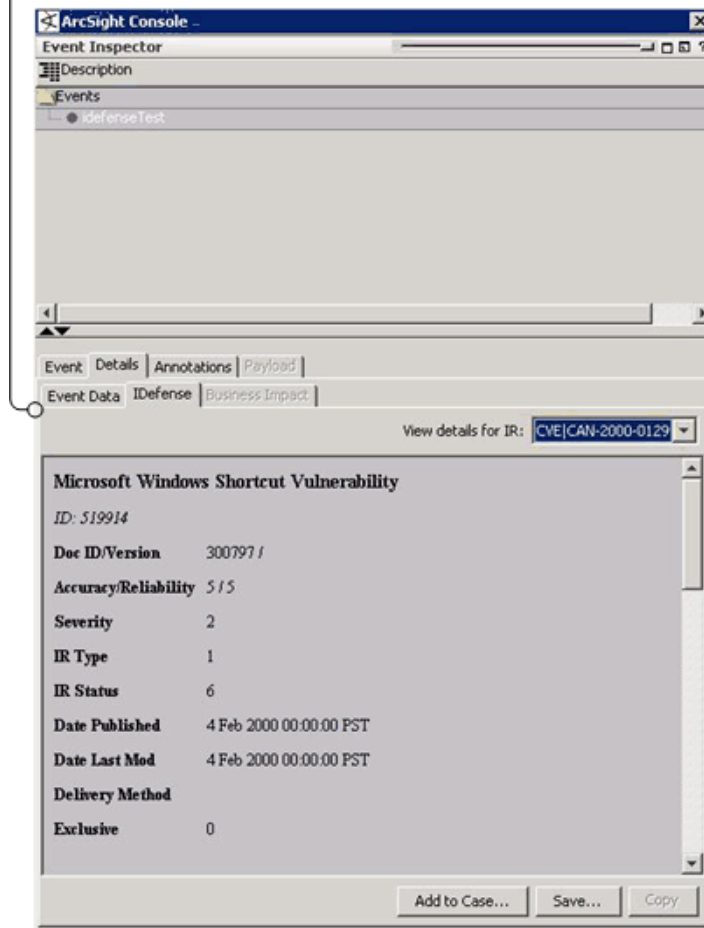 ArcSight Console -
Event Inspector
Description
Events
idefenseTest
Event Details Annotations Payload
Event Data IDefense Business Impact
View details for IR: CVE|CAN-2000-0129
Microsoft Windows Shortcut Vulnerability
ID: 519914
Doc ID/Version 300797 /
Accuracy/Reliability 5 / 5
Severity 2
IR Type 1
IR Status 6
Date Published 4 Feb 2000 00:00:00 PST
Date Last Mod 4 Feb 2000 00:00:00 PST
Delivery Method
Exclusive 0
Add to Case... Save... Copy